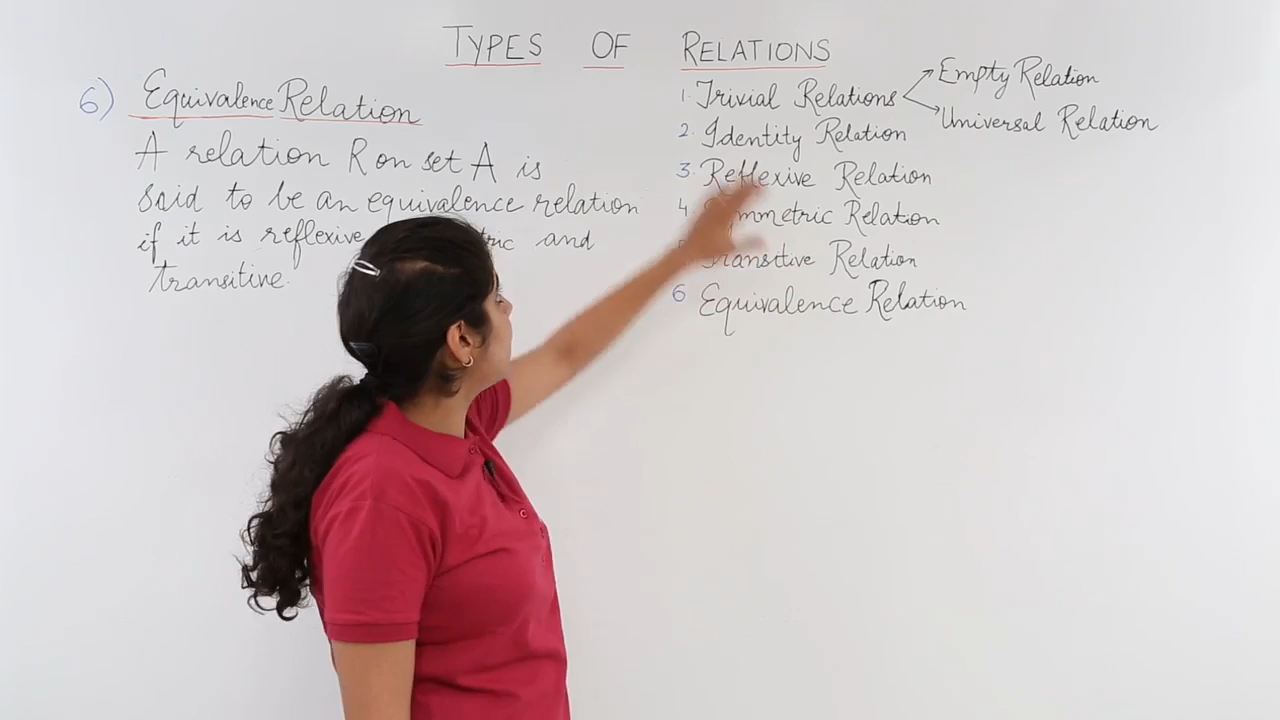 TYPES OF RELATIONS
6) Equivalence Relation
A relation R on set A is
said to be an equivalence relation
if it is reflexive and
transitive.
1. Trivial Relations
Empty Relation
Universal Relation
2. Identity Relation
3. Reflexive Relation
4. Symmetric Relation
Transitive Relation
6 Equivalence Relation